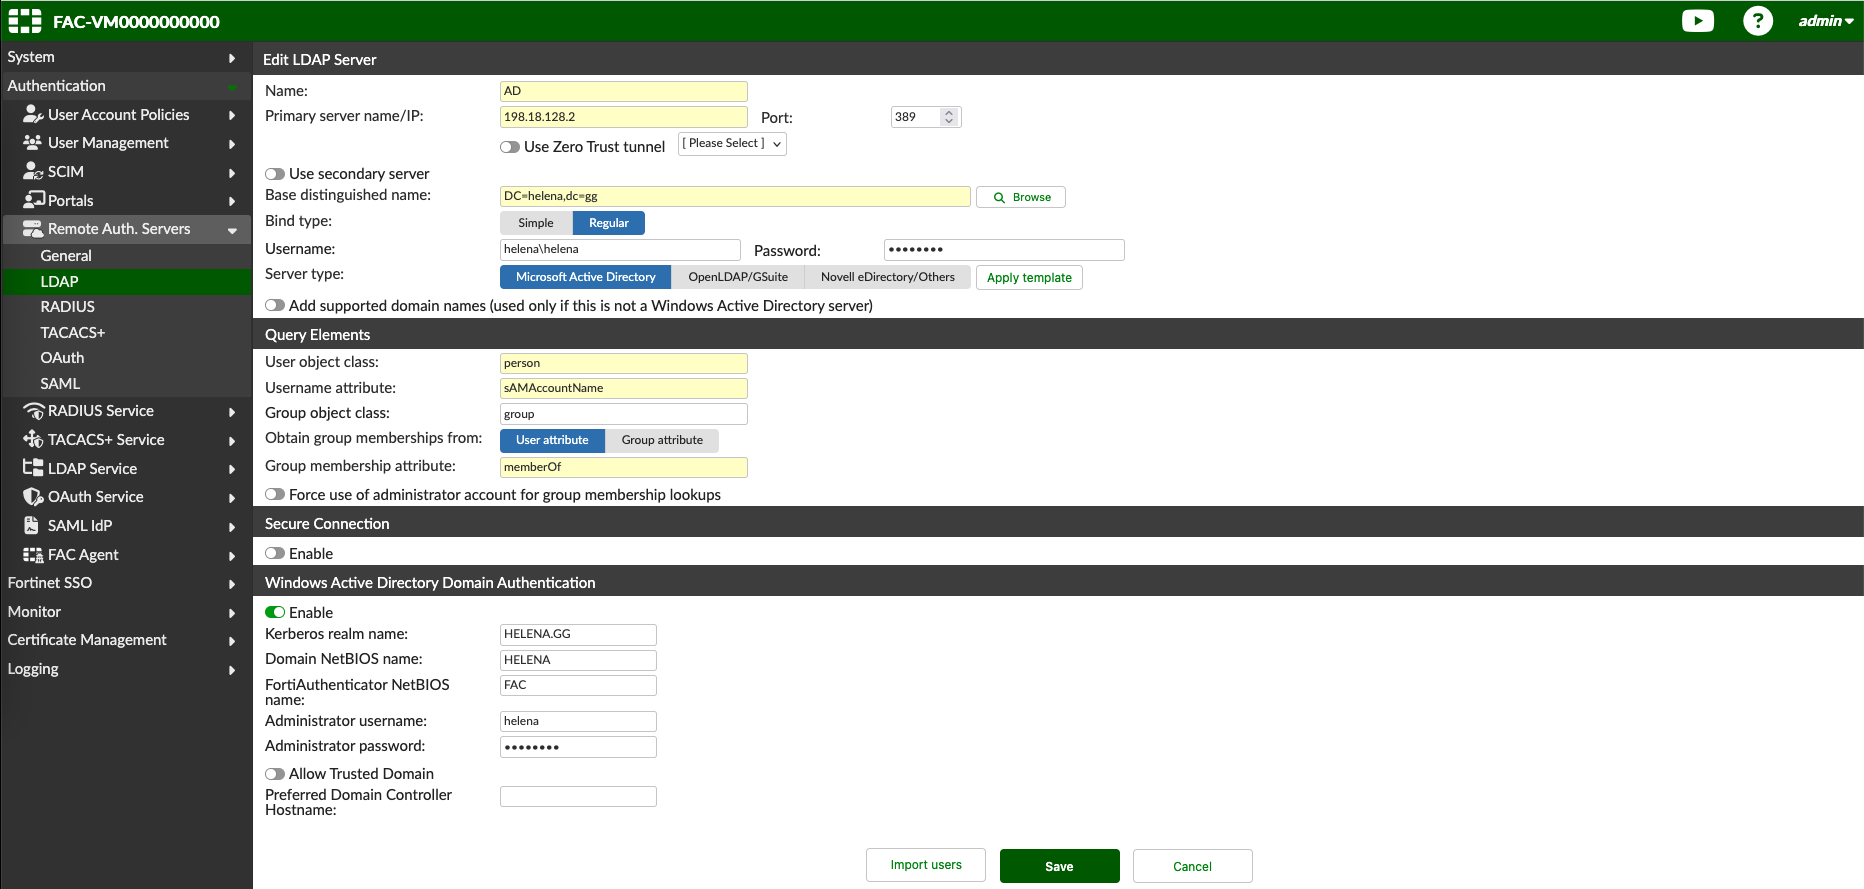 FAC-VM0000000000
? admin
System
Authentication
User Account Policies
User Management
SCIM
Portals
Remote Auth. Servers
General
LDAP
RADIUS
TACACS+
OAuth
SAML
RADIUS Service
TACACS+ Service
LDAP Service
OAuth Service
SAML IdP
FAC Agent
Fortinet SSO
Monitor
Certificate Management
Logging
Edit LDAP Server
Name: AD
Primary server name/IP: 198.18.128.2 Port: 389
Use Zero Trust tunnel [ Please Select ]
Use secondary server
Base distinguished name: DC=helena,dc=gg Browse
Bind type: Simple Regular
Username: helena\helena Password: ••••••••
Server type: Microsoft Active Directory OpenLDAP/GSuite Novell eDirectory/Others Apply template
Add supported domain names (used only if this is not a Windows Active Directory server)
Query Elements
User object class: person
Username attribute: sAMAccountName
Group object class: group
Obtain group memberships from: User attribute Group attribute
Group membership attribute: memberOf
Force use of administrator account for group membership lookups
Secure Connection
Enable
Windows Active Directory Domain Authentication
Enable
Kerberos realm name: HELENA.GG
Domain NetBIOS name: HELENA
FortiAuthenticator NetBIOS FAC
name:
Administrator username: helena
Administrator password: ••••••••
Allow Trusted Domain
Preferred Domain Controller
Hostname:
Import users Save Cancel